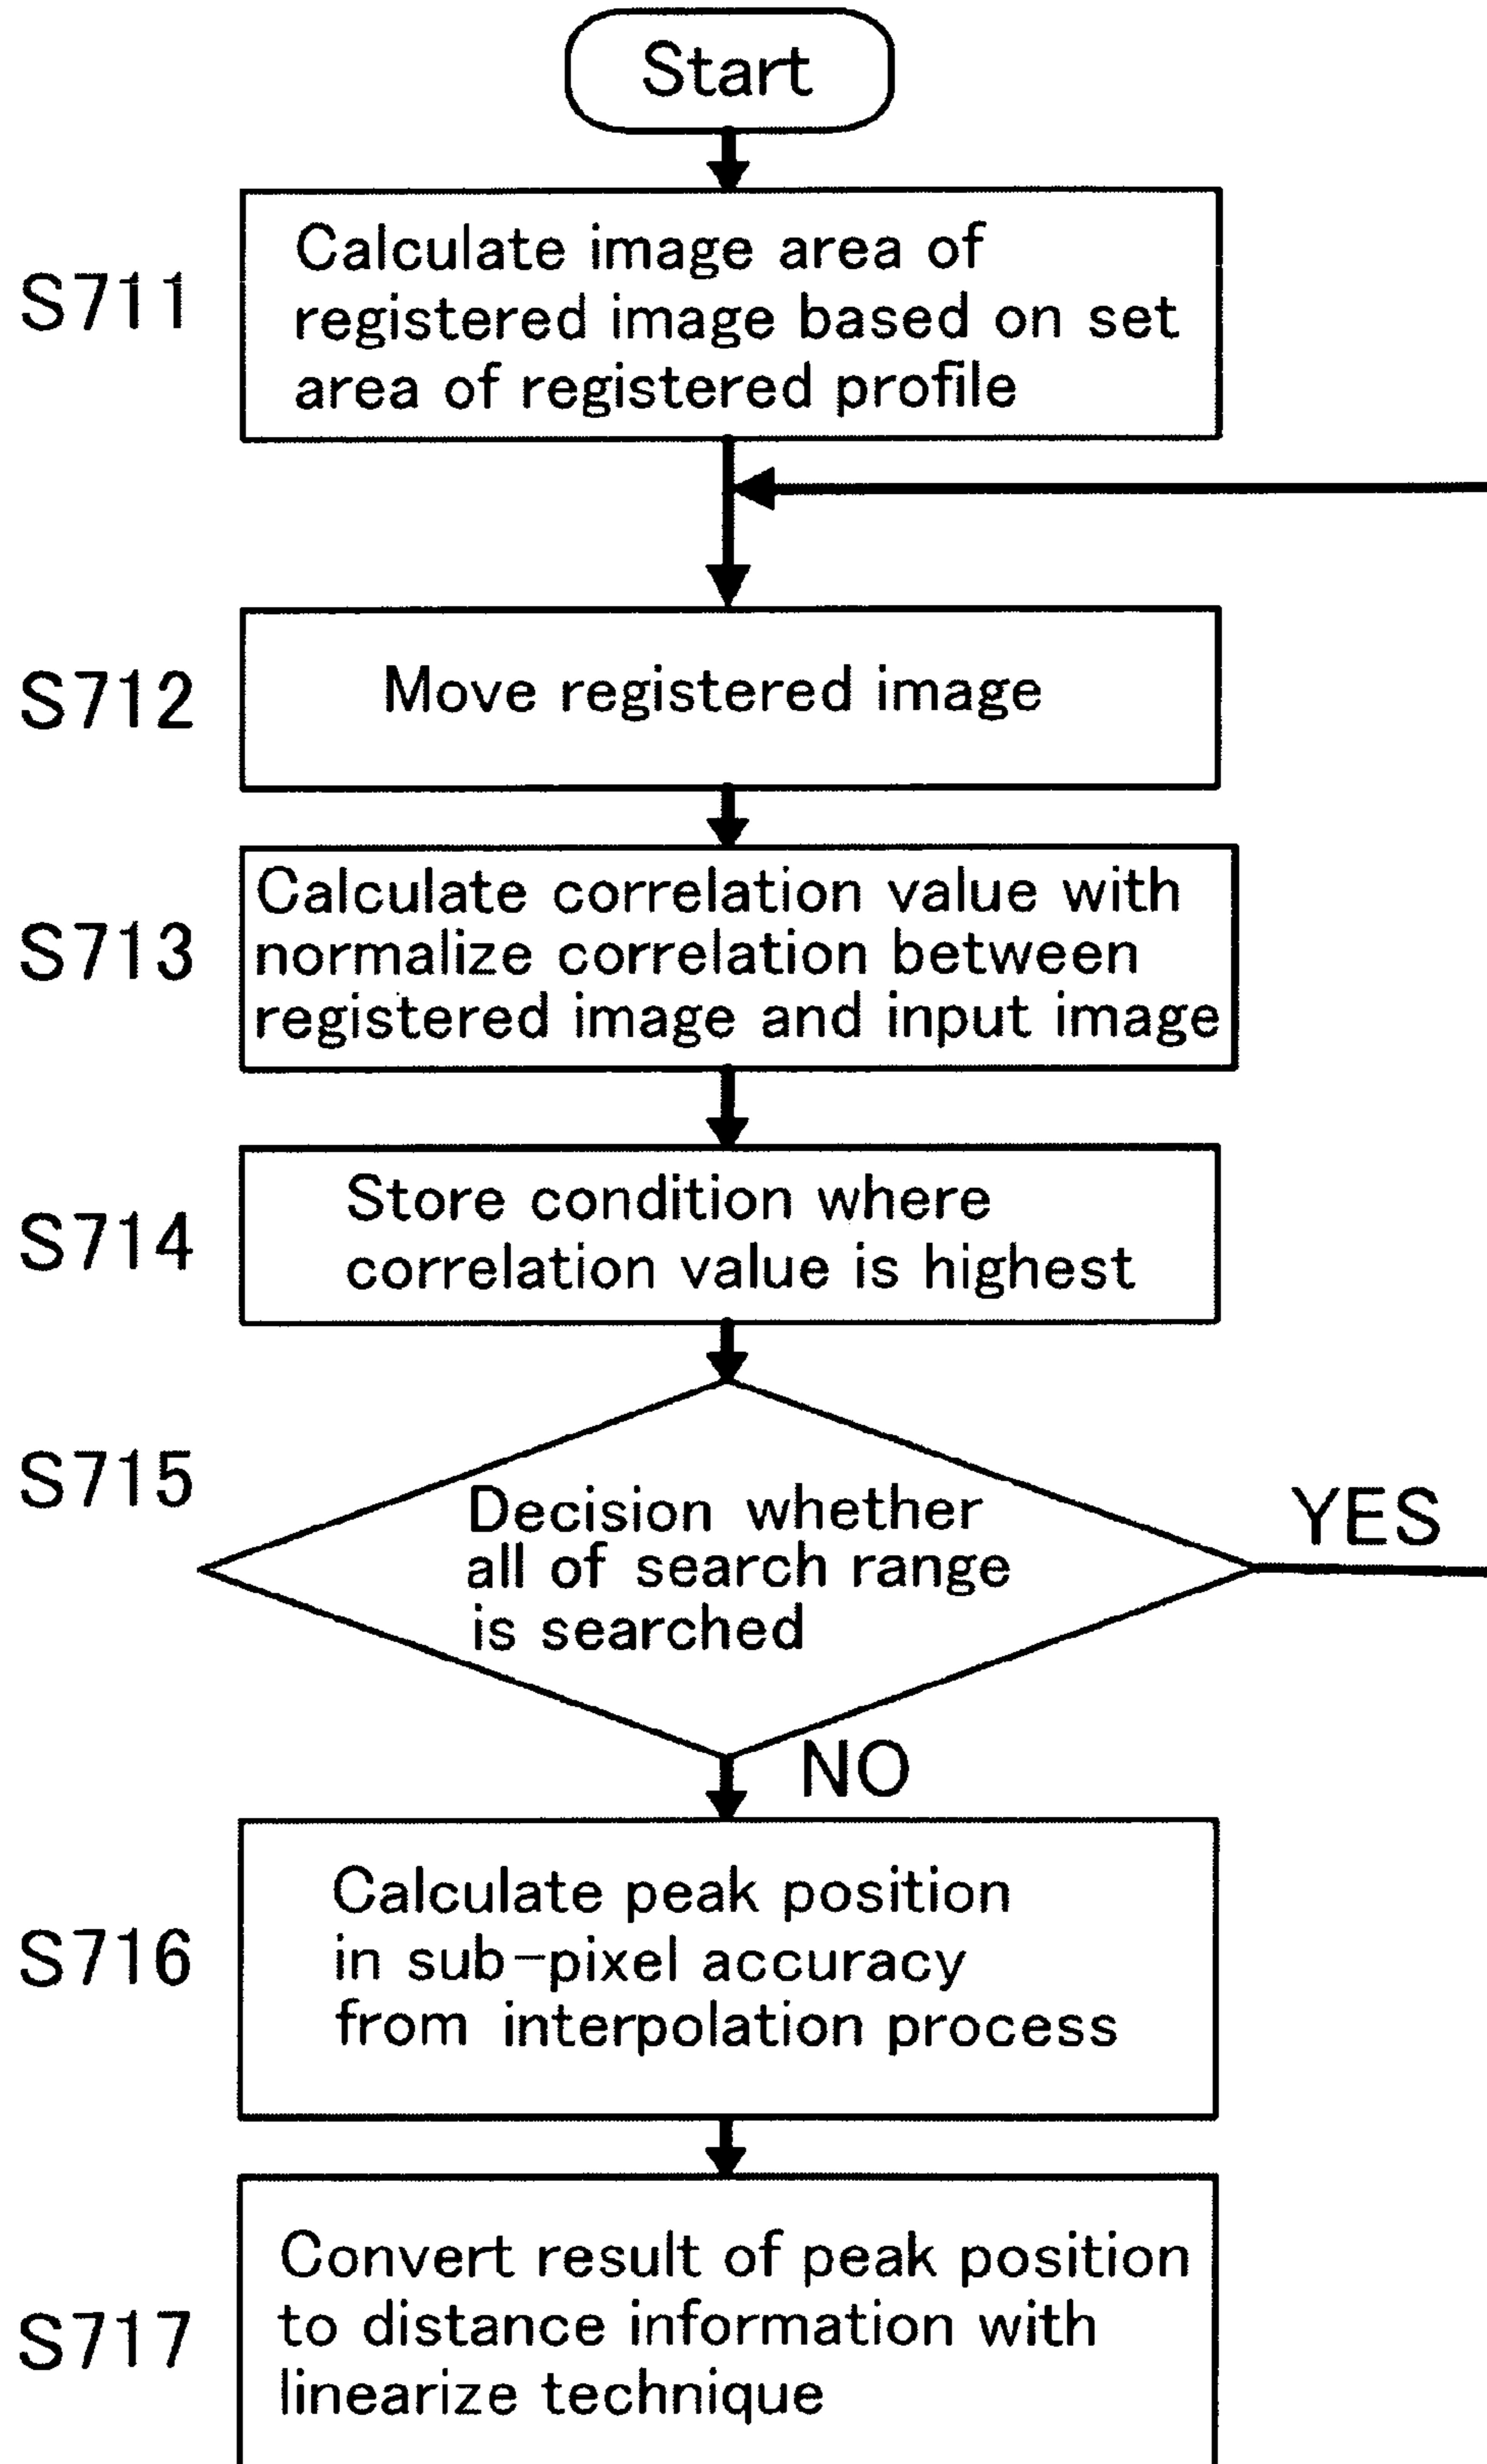 Start
S711
Calculate image area of
registered image based on set
area of registered profile
S712
Move registered image
S713
Calculate correlation value with
normalize correlation between
registered image and input image
S714
Store condition where
correlation value is highest
S715
Decision whether
all of search range
is searched
YES
NO
S716
Calculate peak position
in sub-pixel accuracy
from interpolation process
S717
Convert result of peak position
to distance information with
linearize technique